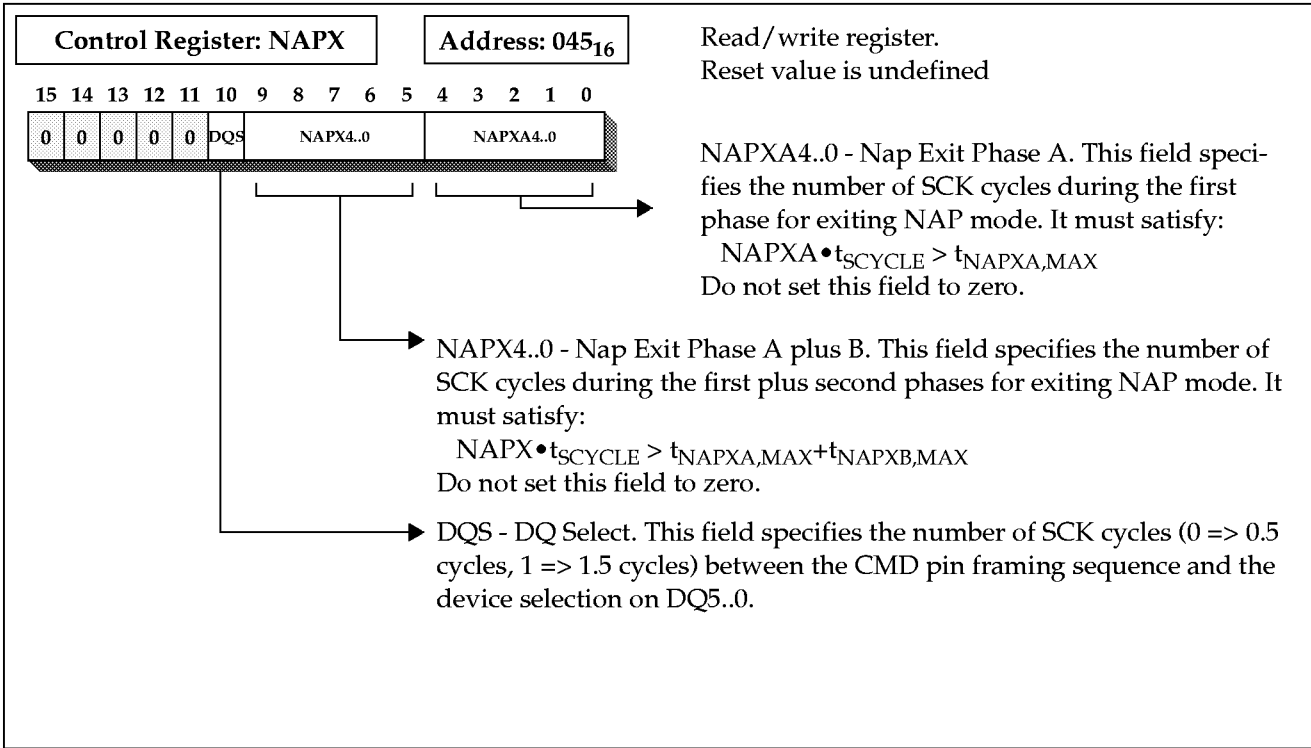 Control Register: NAPX
Address: 045₁₆
Read/write register.
Reset value is undefined
15 14 13 12 11 10 9 8 7 6 5 4 3 2 1 0
0 0 0 0 0 DQS NAPX4..0 NAPXA4..0
NAPXA4..0 - Nap Exit Phase A. This field speci-
fies the number of SCK cycles during the first
phase for exiting NAP mode. It must satisfy:
NAPXA•tSCYCLE > tNAPXA,MAX
Do not set this field to zero.
NAPX4..0 - Nap Exit Phase A plus B. This field specifies the number of
SCK cycles during the first plus second phases for exiting NAP mode. It
must satisfy:
NAPX•tSCYCLE > tNAPXA,MAX+tNAPXB,MAX
Do not set this field to zero.
DQS - DQ Select. This field specifies the number of SCK cycles (0 => 0.5
cycles, 1 => 1.5 cycles) between the CMD pin framing sequence and the
device selection on DQ5..0.